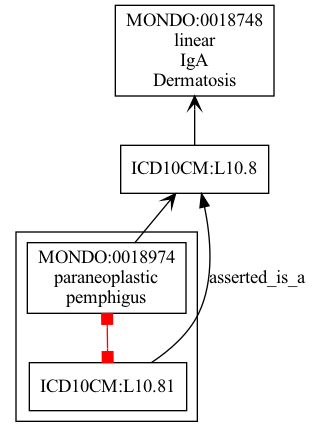 MONDO:0018748
linear
IgA
Dermatosis
ICD10CM:L10.8
MONDO:0018974
paraneoplastic
pemphigus
asserted_is_a
ICD10CM:L10.81